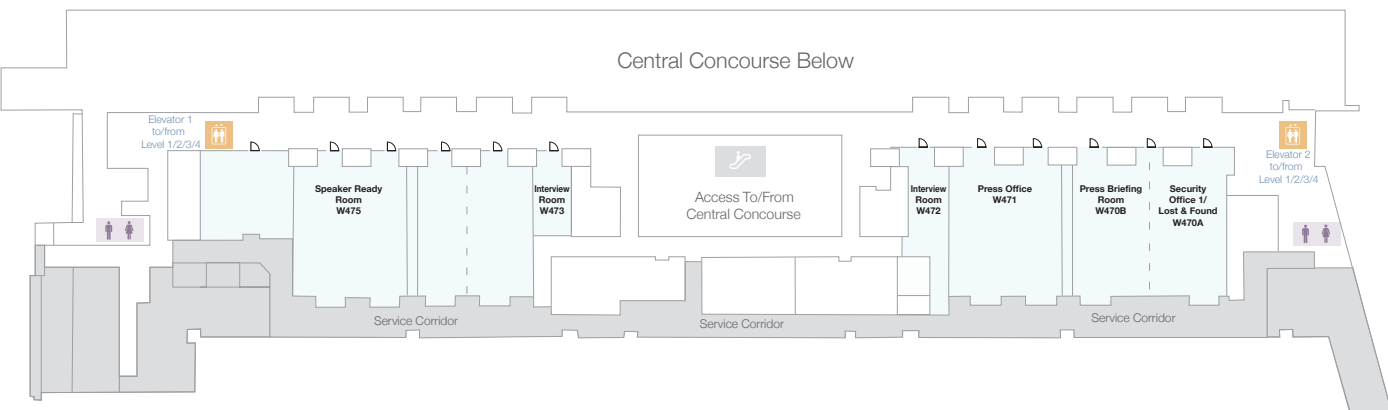 Central Concourse Below
Elevator 1
to/from
Level 1/2/3/4
Speaker Ready
Room
W475
Interview
Room
W473
Access To/From
Central Concourse
Interview
Room
W472
Press Office
W471
Press Briefing
Room
W470B
Security
Office 1/
Lost & Found
W470A
Elevator 2
to/from
Level 1/2/3/4
Service Corridor
Service Corridor
Service Corridor